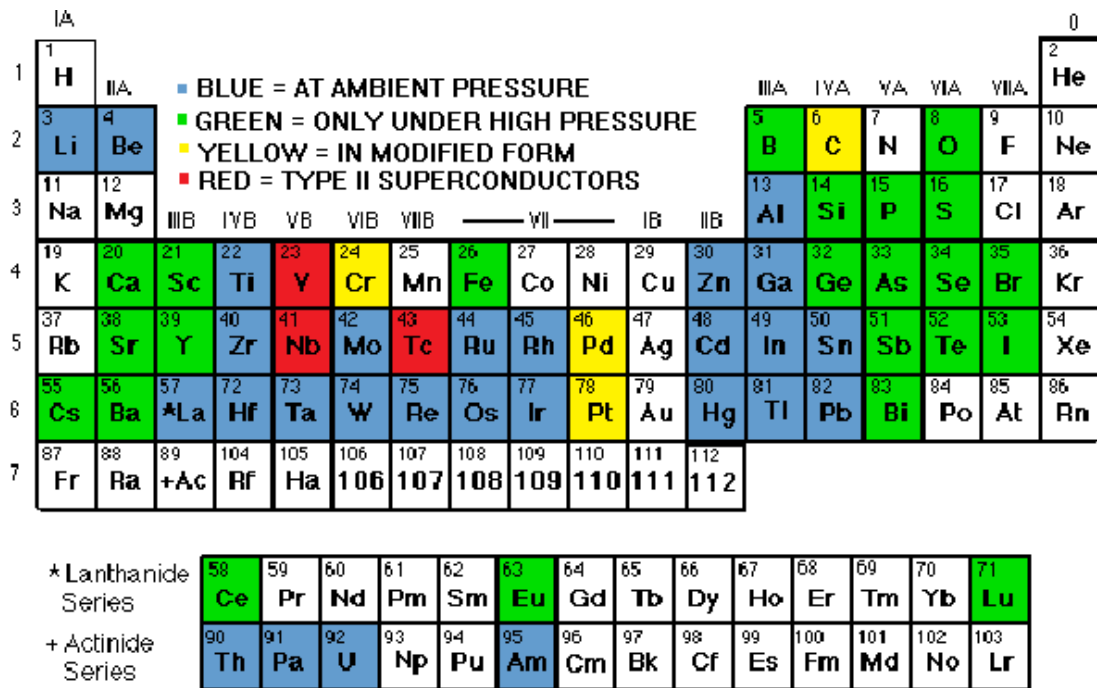 IA 0
1 2
1 H IIA He
BLUE = AT AMBIENT PRESSURE
GREEN = ONLY UNDER HIGH PRESSURE
YELLOW = IN MODIFIED FORM
RED = TYPE II SUPERCONDUCTORS
IIIA IVA VA VIA VIIA
3 4 5 6 7 8 9 10
2 Li Be B C N O F Ne
11 12 13 14 15 16 17 18
3 Na Mg IIIB IVB VB VIB VIIB VII IB IIB Al Si P S Cl Ar
19 20 21 22 23 24 25 26 27 28 29 30 31 32 33 34 35 36
4 K Ca Sc Ti V Cr Mn Fe Co Ni Cu Zn Ga Ge As Se Br Kr
37 38 39 40 41 42 43 44 45 46 47 48 49 50 51 52 53 54
5 Rb Sr Y Zr Nb Mo Tc Ru Rh Pd Ag Cd In Sn Sb Te I Xe
55 56 57 72 73 74 75 76 77 78 79 80 81 82 83 84 85 86
6 Cs Ba *La Hf Ta W Re Os Ir Pt Au Hg Tl Pb Bi Po At Rn
87 88 89 104 105 106 107 108 109 110 111 112
7 Fr Ra +Ac Rf Ha 106 107 108 109 110 111 112
* Lanthanide Series
58 59 60 61 62 63 64 65 66 67 68 69 70 71
Ce Pr Nd Pm Sm Eu Gd Tb Dy Ho Er Tm Yb Lu
+ Actinide Series
90 91 92 93 94 95 96 97 98 99 100 101 102 103
Th Pa U Np Pu Am Cm Bk Cf Es Fm Md No Lr